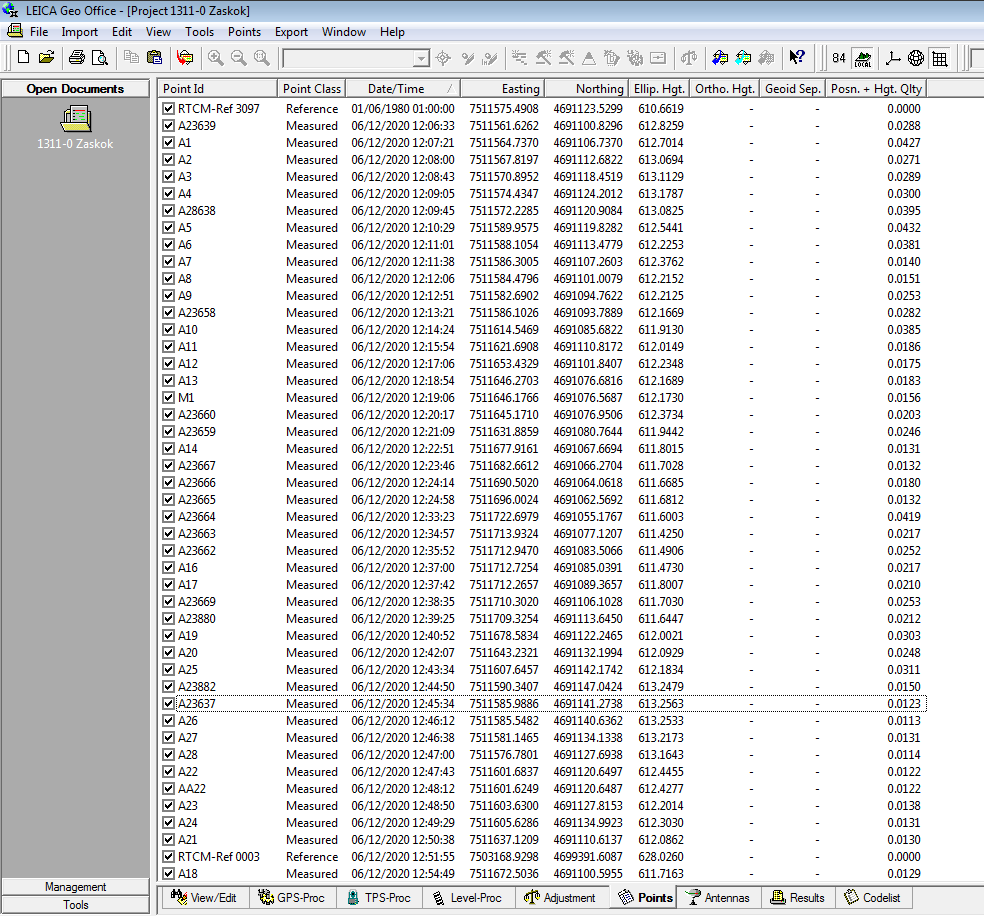 LEICA Geo Office - [Project 1311-0 Zaskok]
File Import Edit View Tools Points Export Window Help
84 LOCAL
Open Documents
1311-0 Zaskok
Point Id Point Class Date/Time / Easting Northing Ellip. Hgt. Ortho. Hgt. Geoid Sep. Posn. + Hgt. Qlty
RTCM-Ref 3097 Reference 01/06/1980 01:00:00 7511575.4908 4691123.5299 610.6619 - - 0.0000
A23639 Measured 06/12/2020 12:06:33 7511561.6262 4691100.8296 612.8259 - - 0.0288
A1 Measured 06/12/2020 12:07:21 7511564.7370 4691106.7370 612.7014 - - 0.0427
A2 Measured 06/12/2020 12:08:00 7511567.8197 4691112.6822 613.0694 - - 0.0271
A3 Measured 06/12/2020 12:08:43 7511570.8952 4691118.4519 613.1129 - - 0.0289
A4 Measured 06/12/2020 12:09:05 7511574.4347 4691124.2012 613.1787 - - 0.0300
A28638 Measured 06/12/2020 12:09:45 7511572.2285 4691120.9084 613.0825 - - 0.0395
A5 Measured 06/12/2020 12:10:29 7511589.9575 4691119.8282 612.5441 - - 0.0432
A6 Measured 06/12/2020 12:11:01 7511588.1054 4691113.4779 612.2253 - - 0.0381
A7 Measured 06/12/2020 12:11:38 7511586.3005 4691107.2603 612.3762 - - 0.0140
A8 Measured 06/12/2020 12:12:06 7511584.4796 4691101.0079 612.2152 - - 0.0151
A9 Measured 06/12/2020 12:12:51 7511582.6902 4691094.7622 612.2125 - - 0.0253
A23658 Measured 06/12/2020 12:13:21 7511586.1026 4691093.7889 612.1669 - - 0.0282
A10 Measured 06/12/2020 12:14:24 7511614.5469 4691085.6822 611.9130 - - 0.0385
A11 Measured 06/12/2020 12:15:54 7511621.6908 4691110.8172 612.0149 - - 0.0186
A12 Measured 06/12/2020 12:17:06 7511653.4329 4691101.8407 612.2348 - - 0.0175
A13 Measured 06/12/2020 12:18:54 7511646.2703 4691076.6816 612.1689 - - 0.0183
M1 Measured 06/12/2020 12:19:06 7511646.1766 4691076.5687 612.1730 - - 0.0156
A23660 Measured 06/12/2020 12:20:17 7511645.1710 4691076.9506 612.3734 - - 0.0203
A23659 Measured 06/12/2020 12:21:09 7511631.8859 4691080.7644 611.9442 - - 0.0246
A14 Measured 06/12/2020 12:22:51 7511677.9161 4691067.6694 611.8015 - - 0.0131
A23667 Measured 06/12/2020 12:23:46 7511682.6612 4691066.2704 611.7028 - - 0.0132
A23666 Measured 06/12/2020 12:24:14 7511690.5020 4691064.0618 611.6685 - - 0.0180
A23665 Measured 06/12/2020 12:24:58 7511696.0024 4691062.5692 611.6812 - - 0.0132
A23664 Measured 06/12/2020 12:33:23 7511722.6979 4691055.1767 611.6003 - - 0.0419
A23663 Measured 06/12/2020 12:34:57 7511713.9324 4691077.1207 611.4250 - - 0.0217
A23662 Measured 06/12/2020 12:35:52 7511712.9470 4691083.5066 611.4906 - - 0.0252
A16 Measured 06/12/2020 12:37:00 7511712.7254 4691085.0391 611.4730 - - 0.0217
A17 Measured 06/12/2020 12:37:42 7511712.2657 4691089.3657 611.8007 - - 0.0210
A23669 Measured 06/12/2020 12:38:35 7511710.3020 4691106.1028 611.7030 - - 0.0253
A23880 Measured 06/12/2020 12:39:25 7511709.3254 4691113.6450 611.6447 - - 0.0212
A19 Measured 06/12/2020 12:40:52 7511678.5834 4691122.2465 612.0021 - - 0.0303
A20 Measured 06/12/2020 12:42:07 7511643.2321 4691132.1994 612.0929 - - 0.0248
A25 Measured 06/12/2020 12:43:34 7511607.6457 4691142.1742 612.1834 - - 0.0311
A23882 Measured 06/12/2020 12:44:50 7511590.3407 4691147.0424 613.2479 - - 0.0150
A23637 Measured 06/12/2020 12:45:34 7511585.9886 4691141.2738 613.2563 - - 0.0123
A26 Measured 06/12/2020 12:46:12 7511585.5482 4691140.6362 613.2533 - - 0.0113
A27 Measured 06/12/2020 12:46:38 7511581.1465 4691134.1338 613.2173 - - 0.0131
A28 Measured 06/12/2020 12:47:00 7511576.7801 4691127.6938 613.1643 - - 0.0114
A22 Measured 06/12/2020 12:47:43 7511601.6837 4691120.6497 612.4455 - - 0.0122
AA22 Measured 06/12/2020 12:48:12 7511601.6249 4691120.6487 612.4277 - - 0.0122
A23 Measured 06/12/2020 12:48:50 7511603.6300 4691127.8153 612.2014 - - 0.0138
A24 Measured 06/12/2020 12:49:29 7511605.6286 4691134.9923 612.3030 - - 0.0131
A21 Measured 06/12/2020 12:50:38 7511637.1209 4691110.6137 612.0862 - - 0.0130
RTCM-Ref 0003 Reference 06/12/2020 12:51:55 7503168.9298 4699391.6087 628.0260 - - 0.0000
A18 Measured 06/12/2020 12:54:49 7511672.5036 4691100.5955 611.7163 - - 0.0129
Management
Tools
View/Edit GPS-Proc TPS-Proc Level-Proc Adjustment Points Antennas Results Codelist